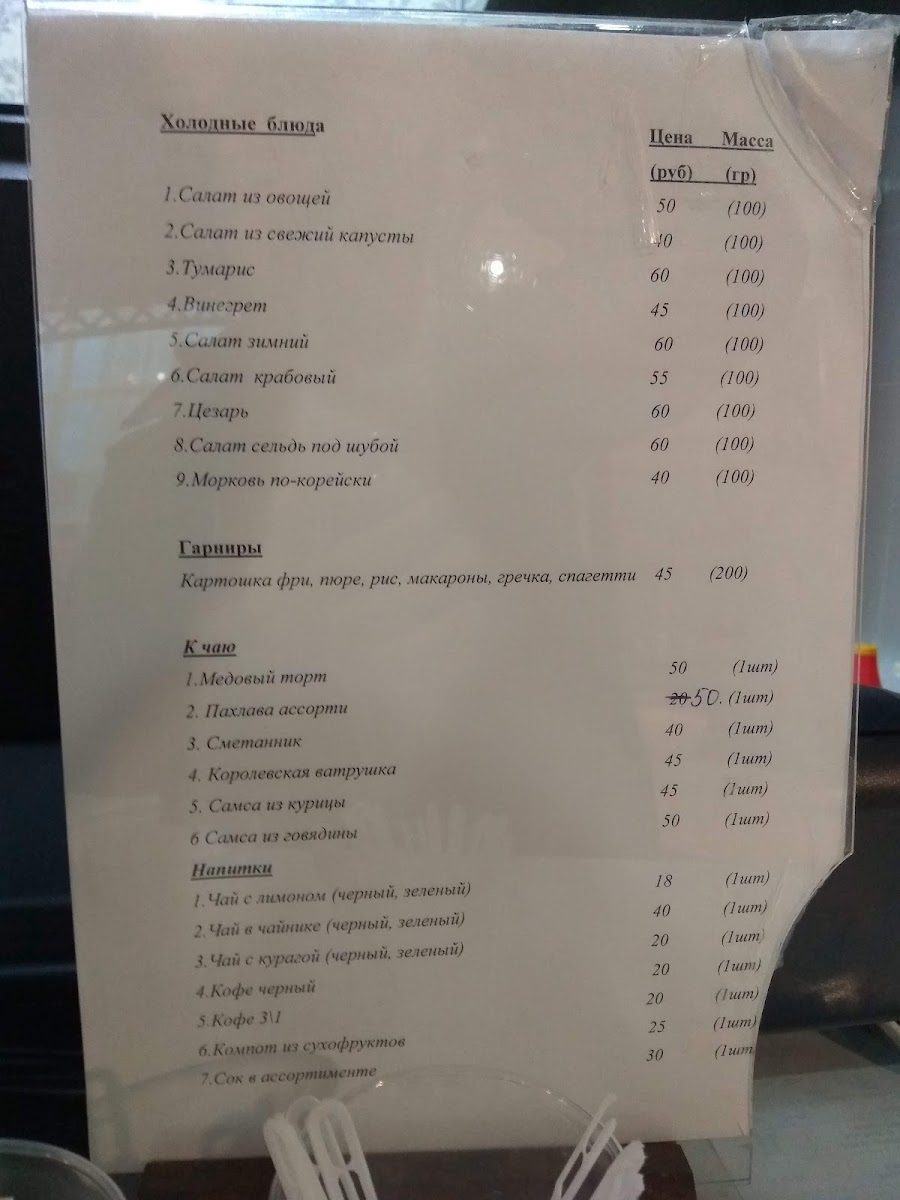 Холодные блюда
Цена Масса
(руб) (гр)
1.Салат из овощей 50 (100)
2.Салат из свежий капусты 40 (100)
3.Тумарис 60 (100)
4.Винегрет 45 (100)
5.Салат зимний 60 (100)
6.Салат крабовый 55 (100)
7.Цезарь 60 (100)
8.Салат сельдь под шубой 60 (100)
9.Морковь по-корейски 40 (100)
Гарниры
Картошка фри, пюре, рис, макароны, гречка, спагетти 45 (200)
К чаю
1.Медовый торт 50 (1шт)
2. Пахлава ассорти 20 50. (1шт)
3. Сметанник 40 (1шт)
4. Королевская ватрушка 45 (1шт)
5. Самса из курицы 45 (1шт)
6 Самса из говядины 50 (1шт)
Напитки
1.Чай с лимоном (черный, зеленый) 18 (1шт)
2.Чай в чайнике (черный, зеленый) 40 (1шт)
3.Чай с курагой (черный, зеленый) 20 (1шт)
4.Кофе черный 20 (1шт)
5.Кофе 3\1 20 (1шт)
6.Компот из сухофруктов 25 (1шт)
7.Сок в ассортименте 30 (1шт